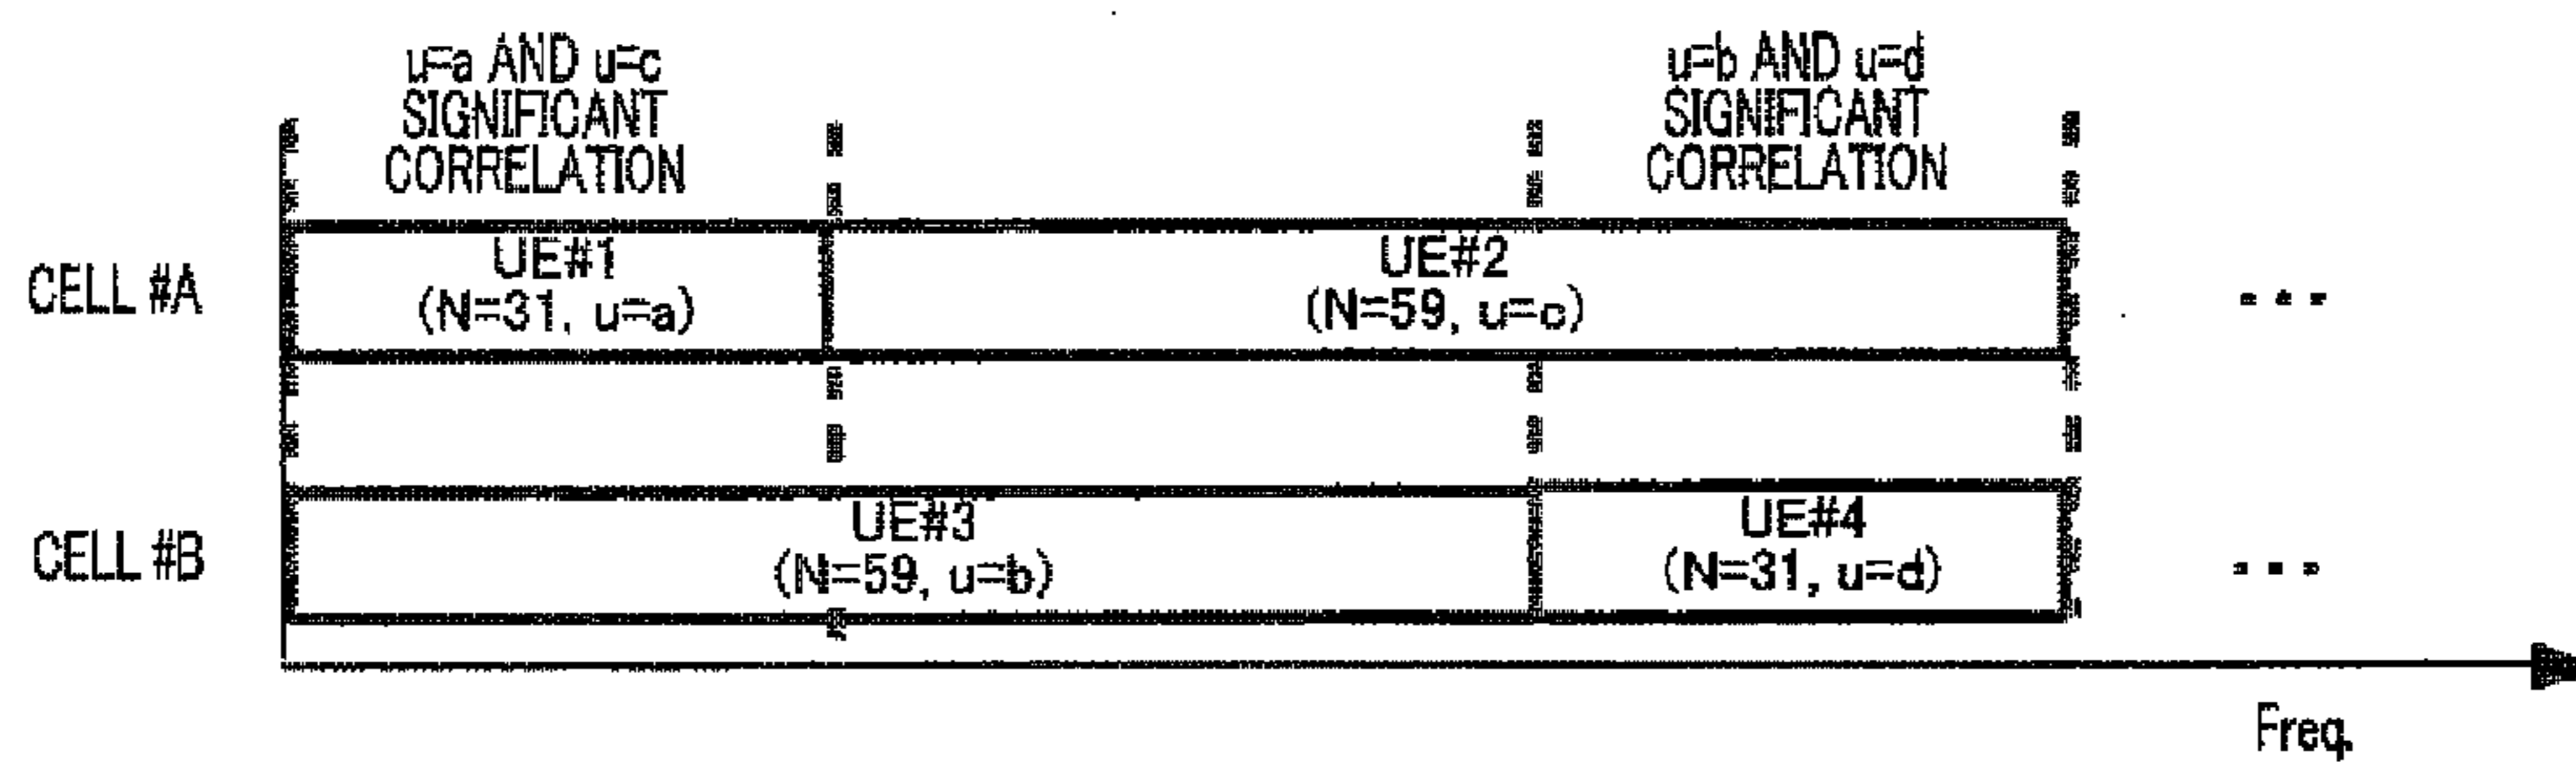 u=a AND u=c
SIGNIFICANT
CORRELATION
u=b AND u=d
SIGNIFICANT
CORRELATION
CELL #A
UE#1
(N=31, u=a)
UE#2
(N=59, u=c)
...
CELL #B
UE#3
(N=59, u=b)
UE#4
(N=31, u=d)
...
Freq.